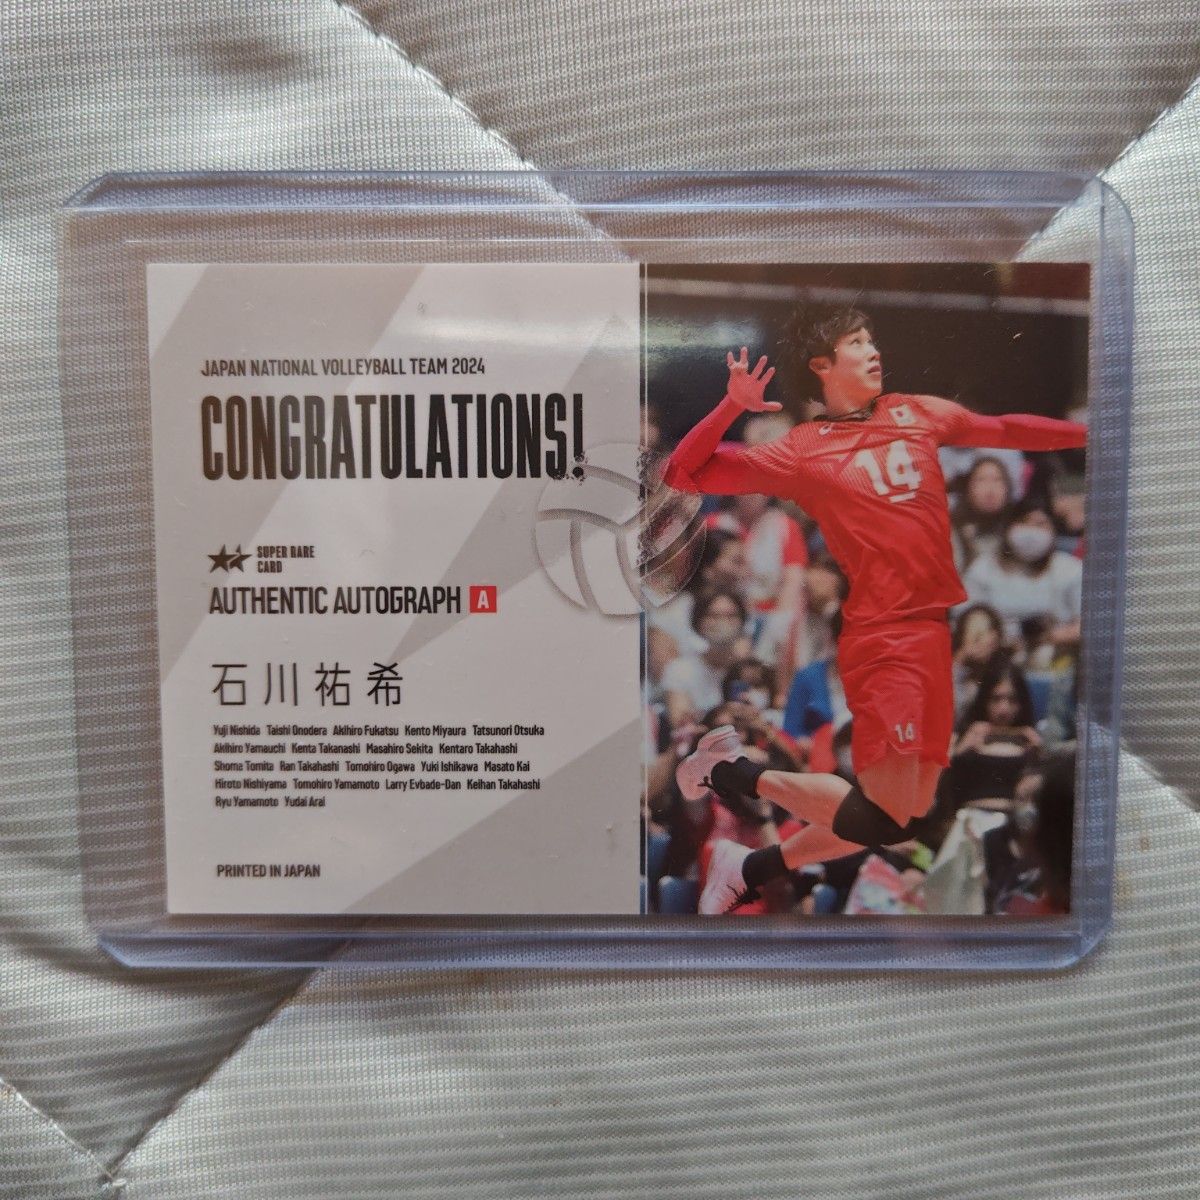 JAPAN NATIONAL VOLLEYBALL TEAM 2024
CONGRATULATIONS!
SUPER RARE
CARD
AUTHENTIC AUTOGRAPH A
石川祐希
Yuji Nishida Taishi Onodera Akihiro Fukatsu Kento Miyaura Tatsunori Otsuka
Akihiro Yamauchi Kenta Takanashi Masahiro Sekita Kentaro Takahashi
Shoma Tomita Ran Takahashi Tomohiro Ogawa Yuki Ishikawa Masato Kai
Hiroto Nishiyama Tomohiro Yamamoto Larry Evbade-Dan Keihan Takahashi
Ryu Yamamoto Yudai Arai
PRINTED IN JAPAN
14
14